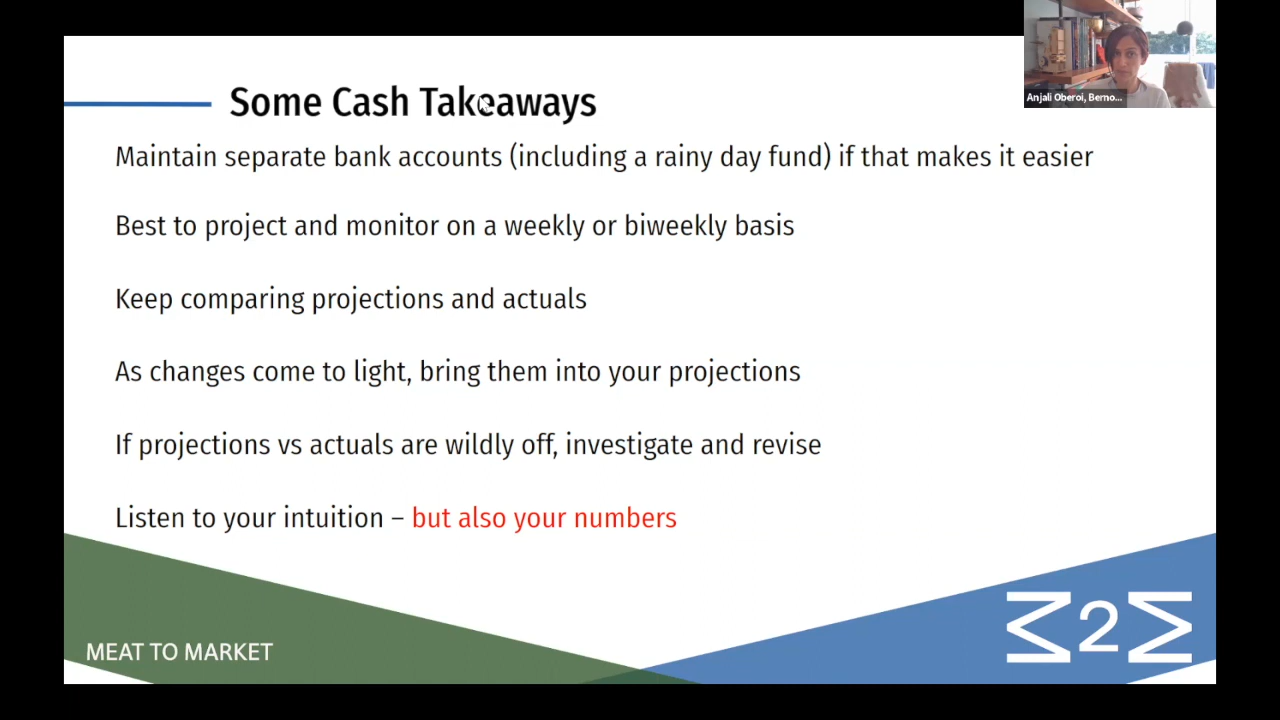 Some Cash Takeaways
Maintain separate bank accounts (including a rainy day fund) if that makes it easier
Best to project and monitor on a weekly or biweekly basis
Keep comparing projections and actuals
As changes come to light, bring them into your projections
If projections vs actuals are wildly off, investigate and revise
Listen to your intuition – but also your numbers
MEAT TO MARKET
M2M
Anjali Oberoi, Berno...